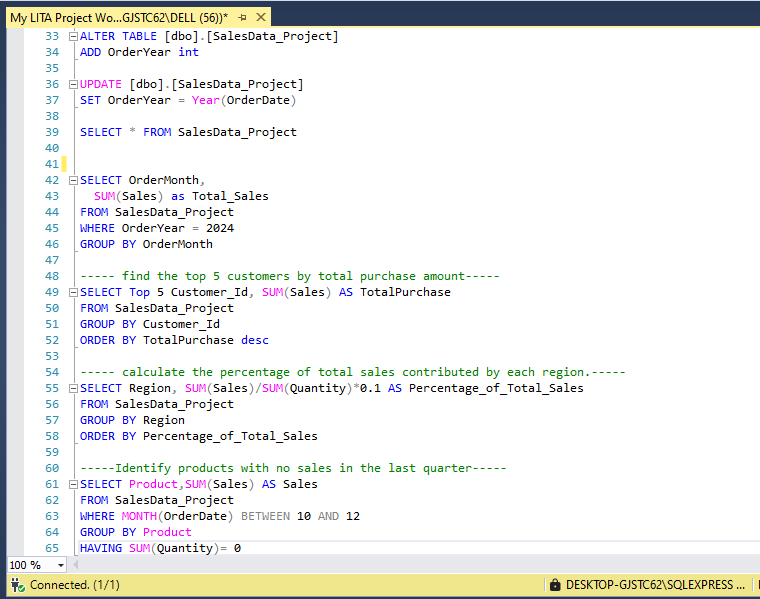 My LITA Project Wo...GJSTC62\DELL (56))*
33 ALTER TABLE [dbo].[SalesData_Project]
34 ADD OrderYear int
35
36 UPDATE [dbo].[SalesData_Project]
37 SET OrderYear = Year(OrderDate)
38
39 SELECT * FROM SalesData_Project
40
41
42 SELECT OrderMonth,
43 SUM(Sales) as Total_Sales
44 FROM SalesData_Project
45 WHERE OrderYear = 2024
46 GROUP BY OrderMonth
47
48 ----- find the top 5 customers by total purchase amount-----
49 SELECT Top 5 Customer_Id, SUM(Sales) AS TotalPurchase
50 FROM SalesData_Project
51 GROUP BY Customer_Id
52 ORDER BY TotalPurchase desc
53
54 ----- calculate the percentage of total sales contributed by each region.-----
55 SELECT Region, SUM(Sales)/SUM(Quantity)*0.1 AS Percentage_of_Total_Sales
56 FROM SalesData_Project
57 GROUP BY Region
58 ORDER BY Percentage_of_Total_Sales
59
60 -----Identify products with no sales in the last quarter-----
61 SELECT Product,SUM(Sales) AS Sales
62 FROM SalesData_Project
63 WHERE MONTH(OrderDate) BETWEEN 10 AND 12
64 GROUP BY Product
65 HAVING SUM(Quantity)= 0
100 %
Connected. (1/1)
DESKTOP-GJSTC62\SQLEXPRESS ...